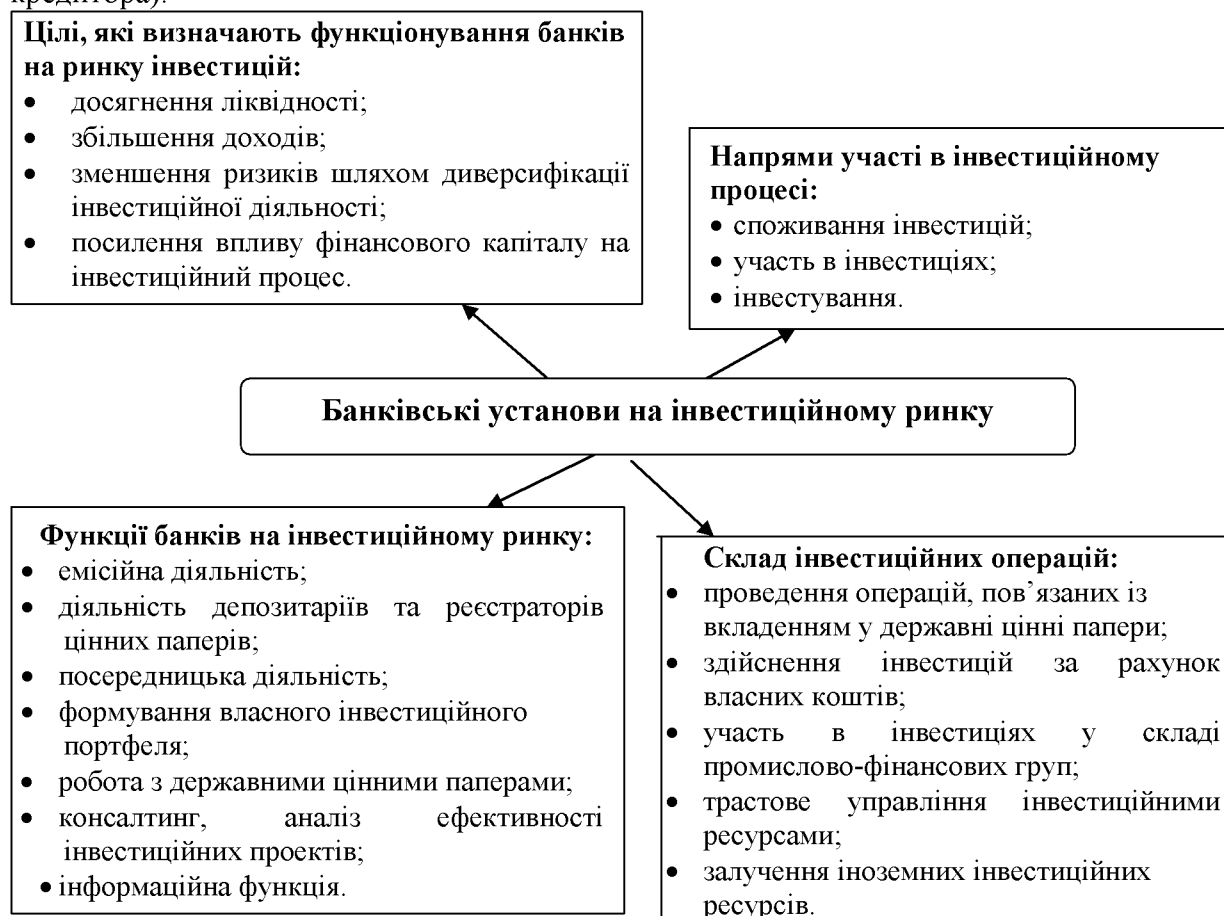 кредитора).
Цілі, які визначають функціонування банків
на ринку інвестицій:
• досягнення ліквідності;
• збільшення доходів;
• зменшення ризиків шляхом диверсифікації
інвестиційної діяльності;
• посилення впливу фінансового капіталу на
інвестиційний процес.
Напрями участі в інвестиційному
процесі:
• споживання інвестицій;
• участь в інвестиціях;
• інвестування.
Банківські установи на інвестиційному ринку
Функції банків на інвестиційному ринку:
• емісійна діяльність;
• діяльність депозитаріїв та реєстраторів
цінних паперів;
• посередницька діяльність;
• формування власного інвестиційного
портфеля;
• робота з державними цінними паперами;
• консалтинг, аналіз ефективності
інвестиційних проектів;
• інформаційна функція.
Склад інвестиційних операцій:
• проведення операцій, пов’язаних із
вкладенням у державні цінні папери;
• здійснення інвестицій за рахунок
власних коштів;
• участь в інвестиціях у складі
промислово-фінансових груп;
• трастове управління інвестиційними
ресурсами;
• залучення іноземних інвестиційних
ресурсів.